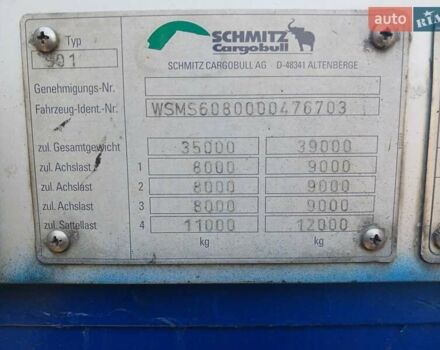 auto RIA
SCHMITZ
Cargobull
Typ
S01
SCHMITZ CARGOBULL AG D-48341 ALTENBERGE
Genehmigungs-Nr.
Fahrzeug-Ident.-Nr. WSMS6080000476703
zul. Gesamtgewicht 35000 39000
zul. Achslast 1 8000 9000
zul. Achslast 2 8000 9000
zul. Achslast 3 8000 9000
zul. Sattellast 4 11000 12000
kg kg